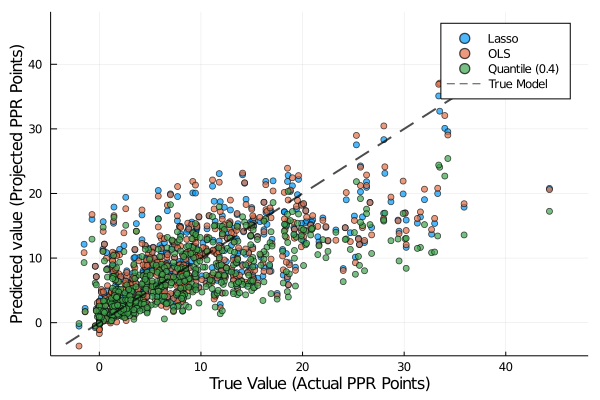 Predicted value (Projected PPR Points)
40
30
20
10
0
Lasso
OLS
Quantile (0.4)
True Model
0 10 20 30 40
True Value (Actual PPR Points)